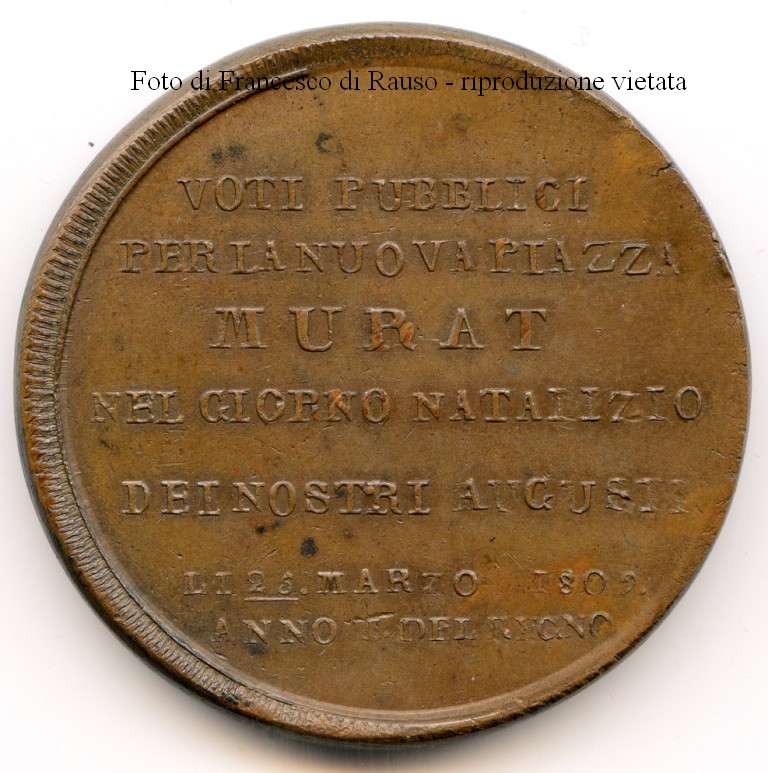 Foto di Francesco di Rauso - riproduzione vietata
VOTI PUBBLICI
PER LA NUOVA PIAZZA
MURAT
NEL GIORNO NATALIZIO
DEI NOSTRI AUGUSTI
LI 25. MARZO 1809.
ANNO DEL REGNO